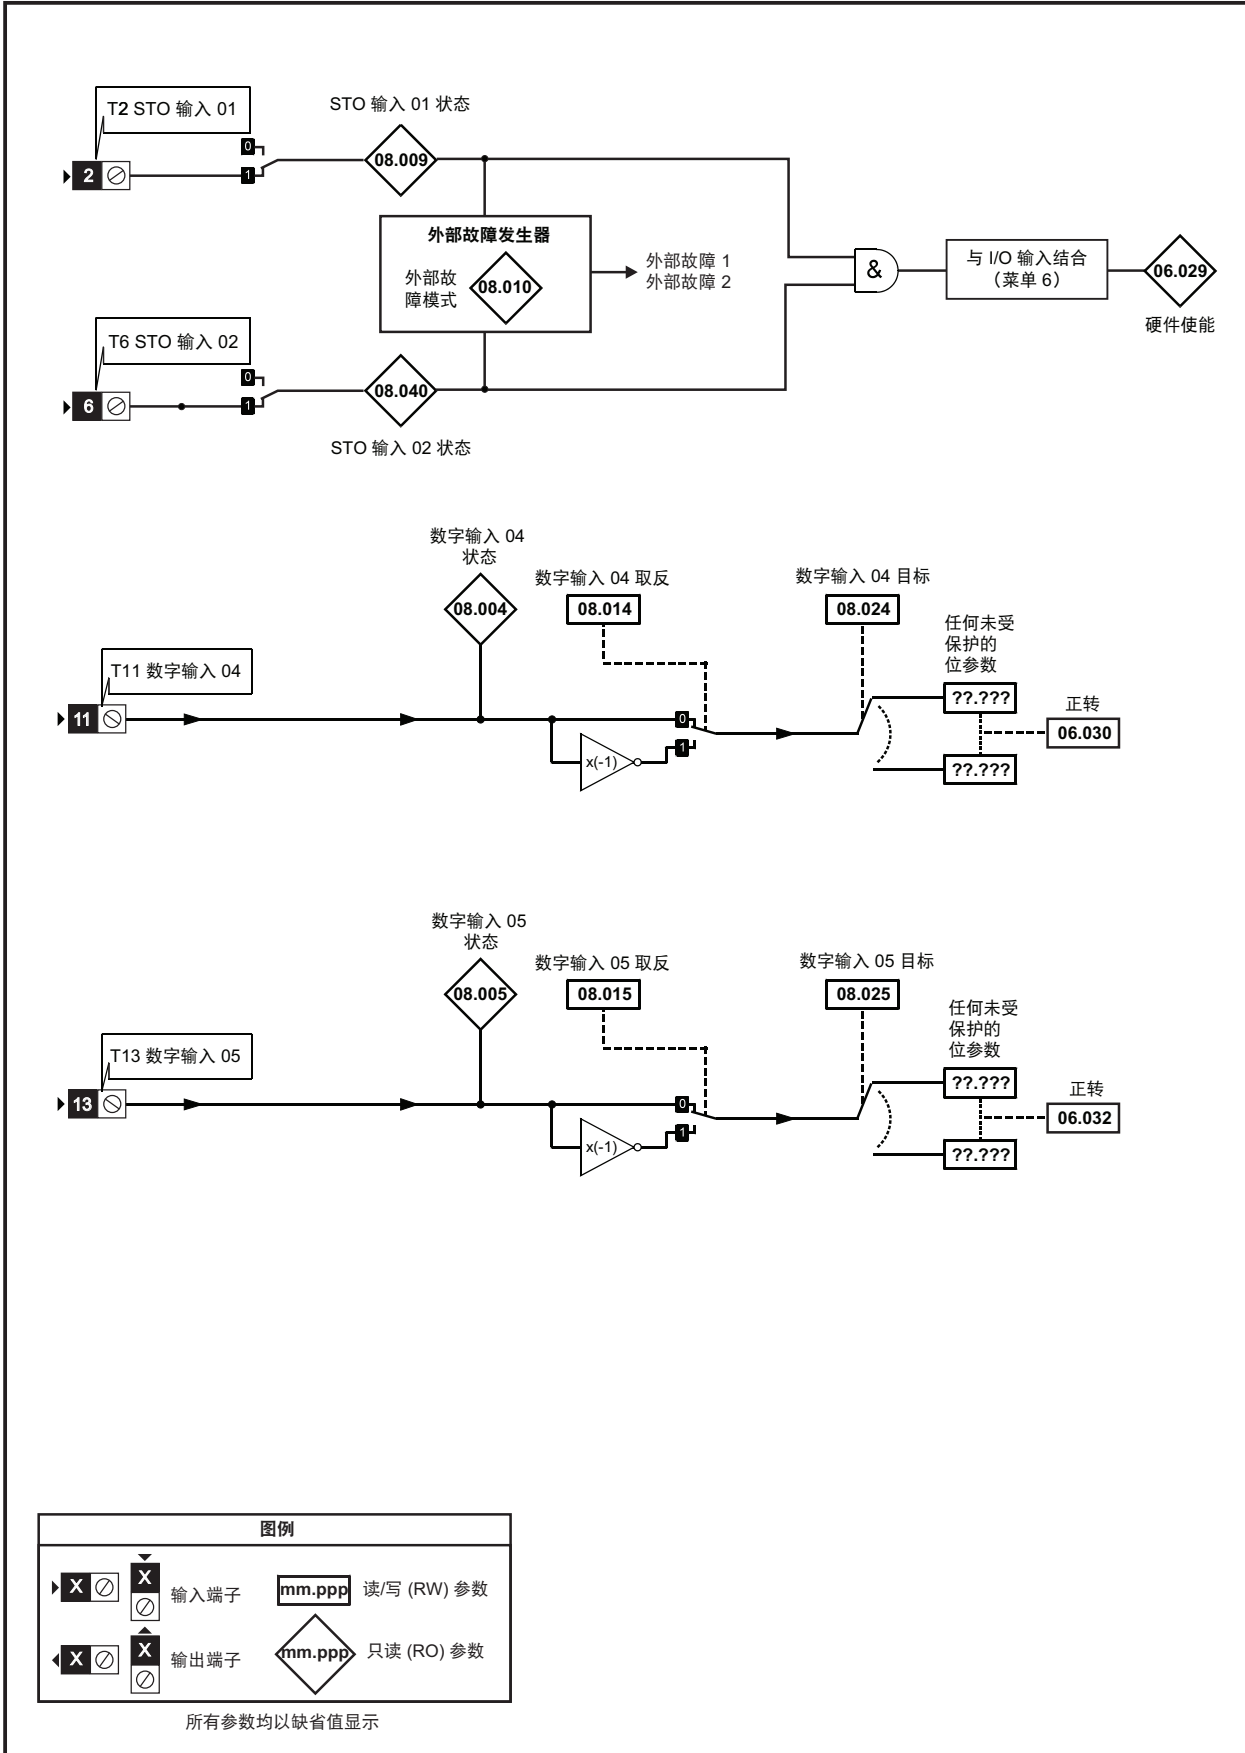 T2 STO 输入 01
STO 输入 01 状态
0
1
2
08.009
外部故障发生器
外部故
障模式
08.010
外部故障 1
外部故障 2
&
与 I/O 输入结合
（菜单 6）
06.029
硬件使能
T6 STO 输入 02
0
1
6
08.040
STO 输入 02 状态
数字输入 04
状态
08.004
数字输入 04 取反
08.014
数字输入 04 目标
08.024
任何未受
保护的
位参数
T11 数字输入 04
11
0
1
x(-1)
??.???
??.???
正转
06.030
数字输入 05
状态
08.005
数字输入 05 取反
08.015
数字输入 05 目标
08.025
任何未受
保护的
位参数
T13 数字输入 05
13
0
1
x(-1)
??.???
??.???
正转
06.032
图例
X
X
输入端子
mm.ppp
读/写 (RW) 参数
X
X
输出端子
mm.ppp
只读 (RO) 参数
所有参数均以缺省值显示